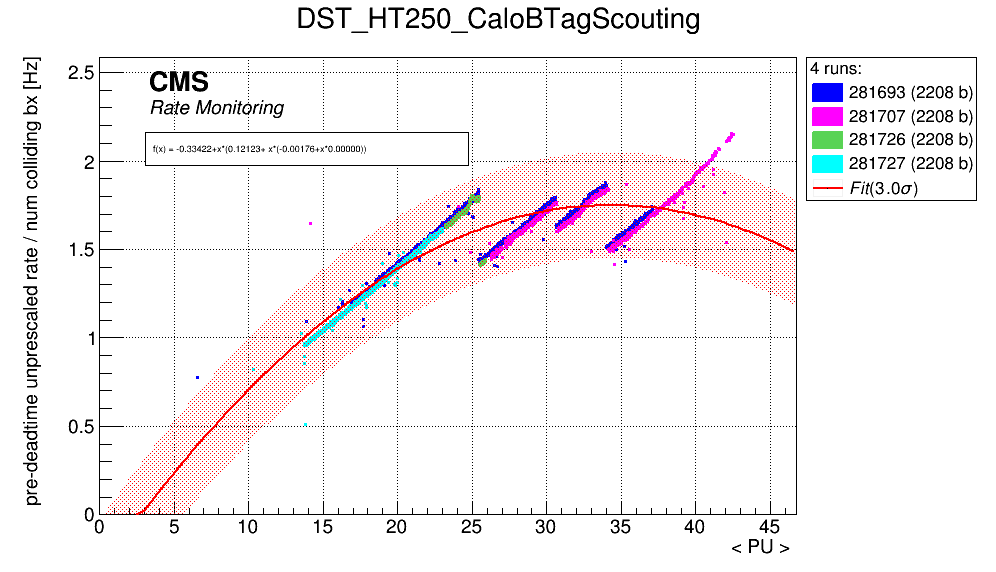 DST_HT250_CaloBTagScouting
pre-deadtime unprescaled rate / num colliding bx [Hz]
2.5
2
1.5
1
0.5
0
CMS
Rate Monitoring
f(x) = -0.33422+x*(0.12123+ x*(-0.00176+x*0.00000))
4 runs:
281693 (2208 b)
281707 (2208 b)
281726 (2208 b)
281727 (2208 b)
Fit(3.0σ)
0 5 10 15 20 25 30 35 40 45
< PU >